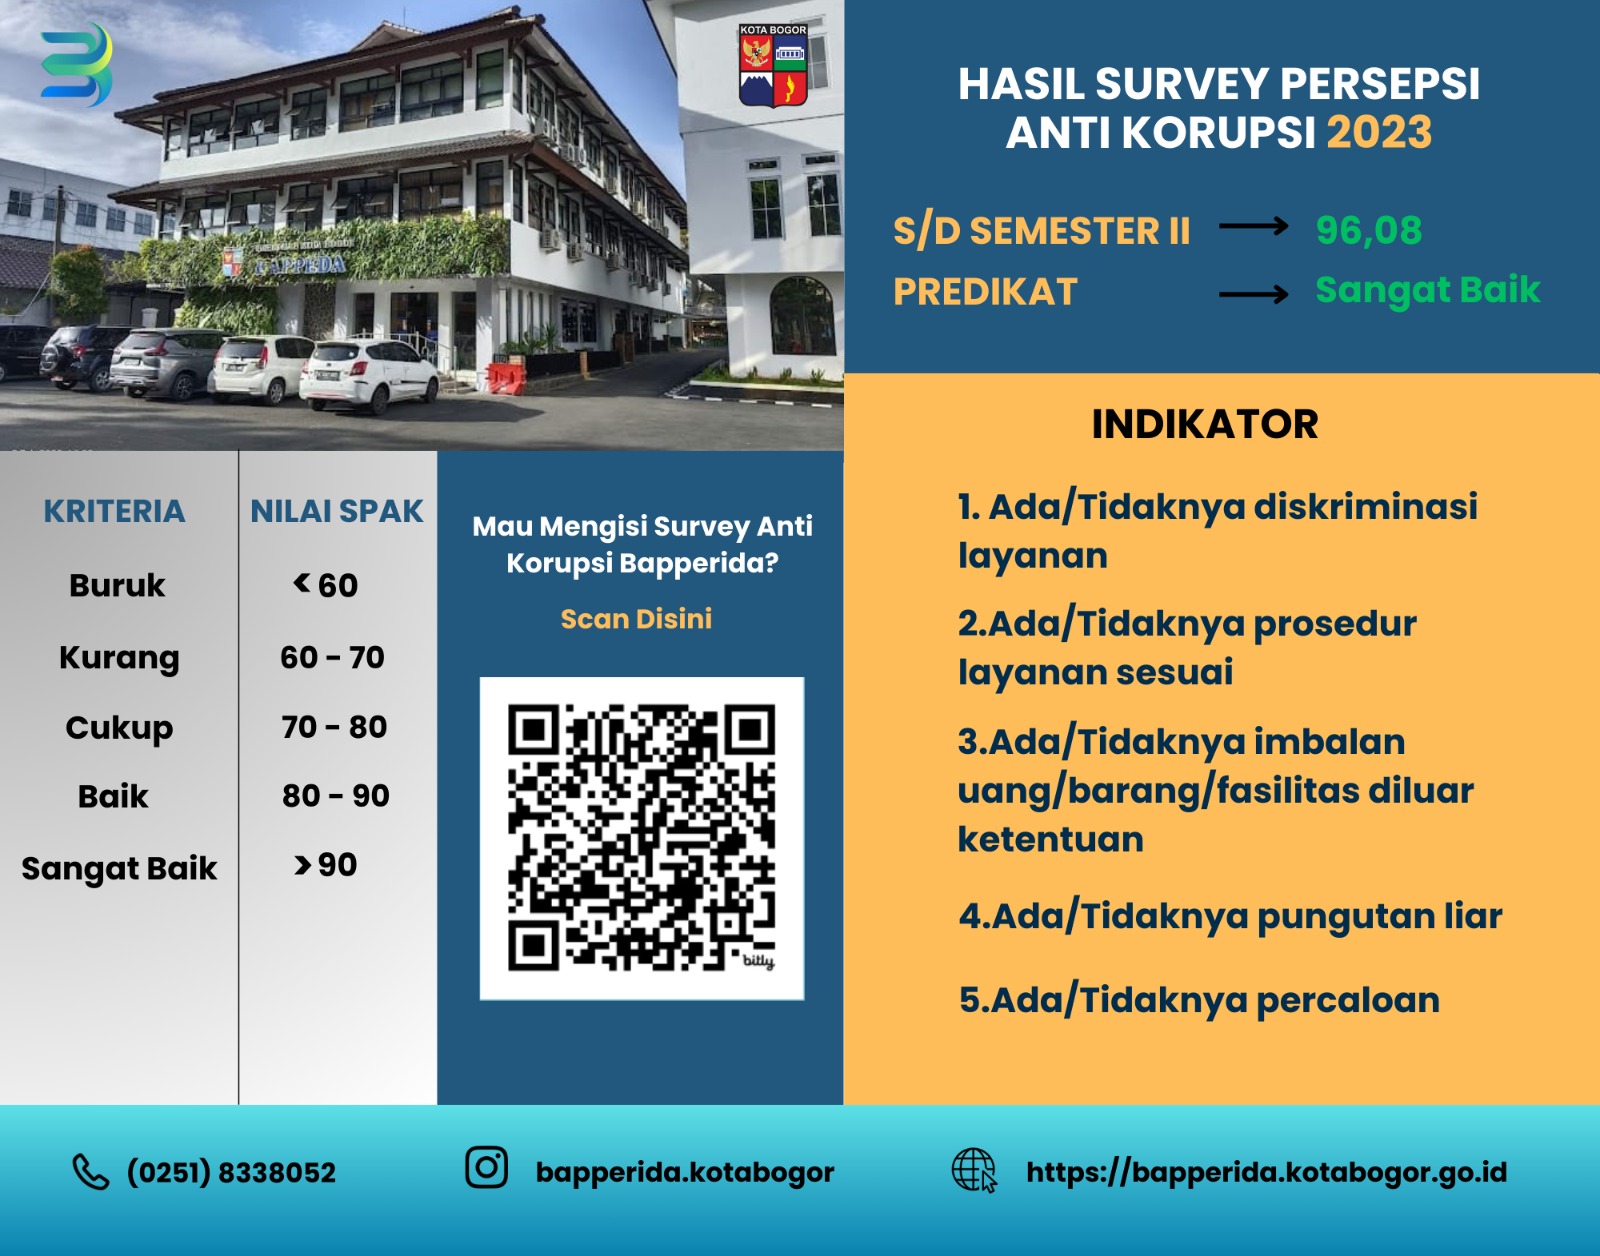 KOTA BOGOR
BAPPEDA
HASIL SURVEY PERSEPSI
ANTI KORUPSI 2023
S/D SEMESTER II → 96,08
PREDIKAT → Sangat Baik
KRITERIA NILAI SPAK
Buruk < 60
Kurang 60 - 70
Cukup 70 - 80
Baik 80 - 90
Sangat Baik > 90
Mau Mengisi Survey Anti
Korupsi Bapperida?
Scan Disini
bitly
INDIKATOR
1. Ada/Tidaknya diskriminasi
layanan
2.Ada/Tidaknya prosedur
layanan sesuai
3.Ada/Tidaknya imbalan
uang/barang/fasilitas diluar
ketentuan
4.Ada/Tidaknya pungutan liar
5.Ada/Tidaknya percaloan
(0251) 8338052
bapperida.kotabogor
https://bapperida.kotabogor.go.id